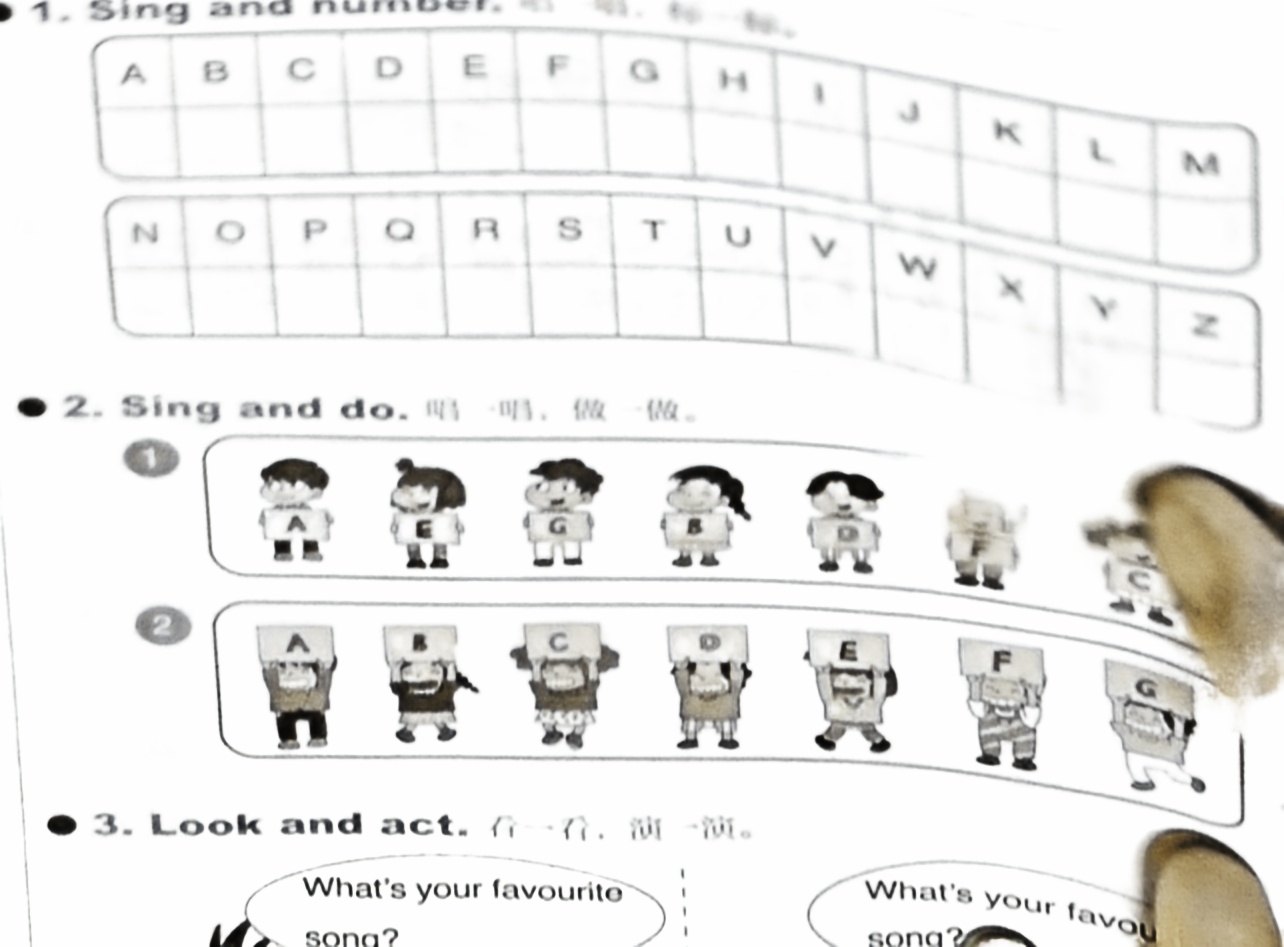 1. Sing and number. 唱一唱，标一标。
A B C D E F G H I J K L M
N O P Q R S T U V W X Y Z
2. Sing and do. 唱一唱，做一做。
1
A E G B D F C
2
A B C D E F G
3. Look and act. 看一看，演一演。
What's your favourite
song?
What's your
song?